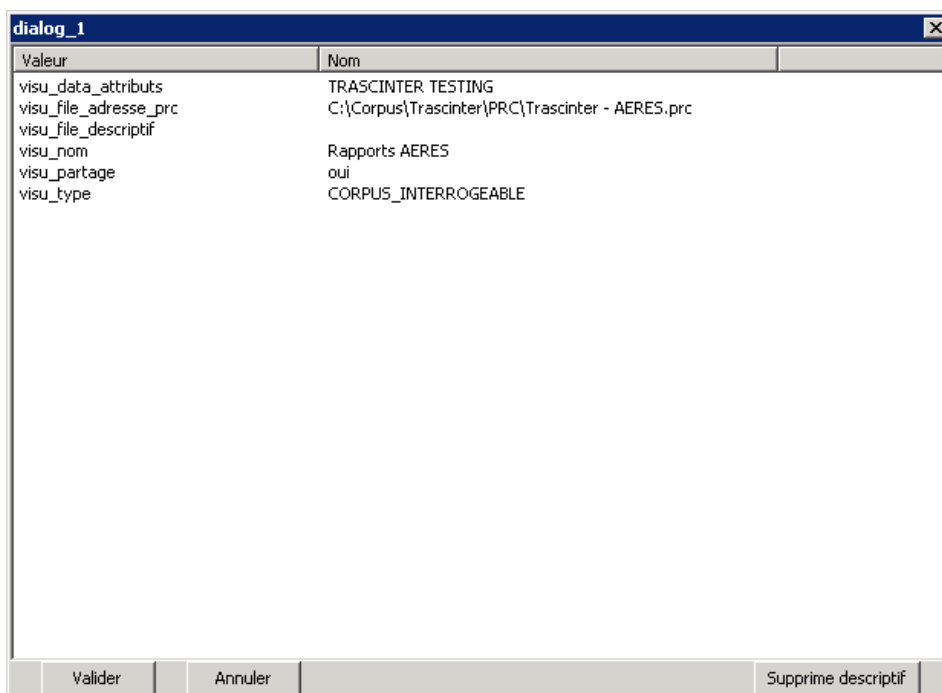 dialog_1
Valeur Nom
visu_data_attributs TRASCINTER TESTING
visu_file_adresse_prc C:\Corpus\Trascinter\PRC\Trascinter - AERES.prc
visu_file_descriptif
visu_nom Rapports AERES
visu_partage oui
visu_type CORPUS_INTERROGEABLE
Valider Annuler Supprime descriptif